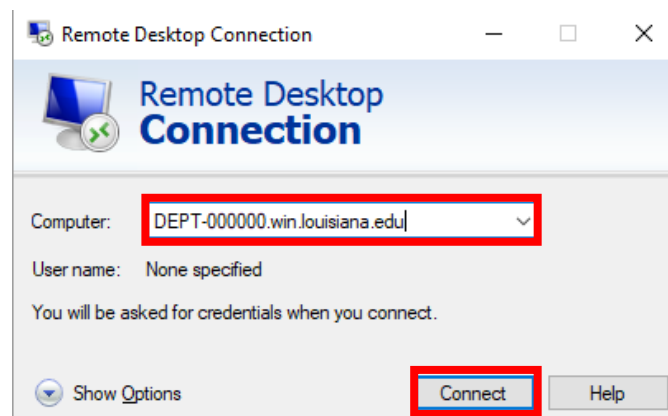 Remote Desktop Connection
Remote Desktop
Connection
Computer: DEPT-000000.win.louisiana.edu
User name: None specified
You will be asked for credentials when you connect.
Show Options Connect Help